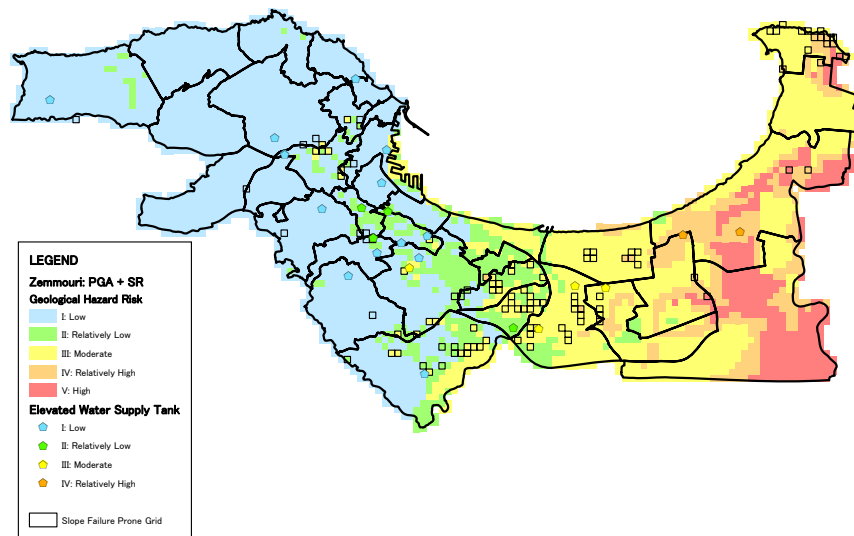 LEGEND
Zemmouri: PGA + SR
Geological Hazard Risk
I: Low
II: Relatively Low
III: Moderate
IV: Relatively High
V: High
Elevated Water Supply Tank
I: Low
II: Relatively Low
III: Moderate
IV: Relatively High
Slope Failure Prone Grid